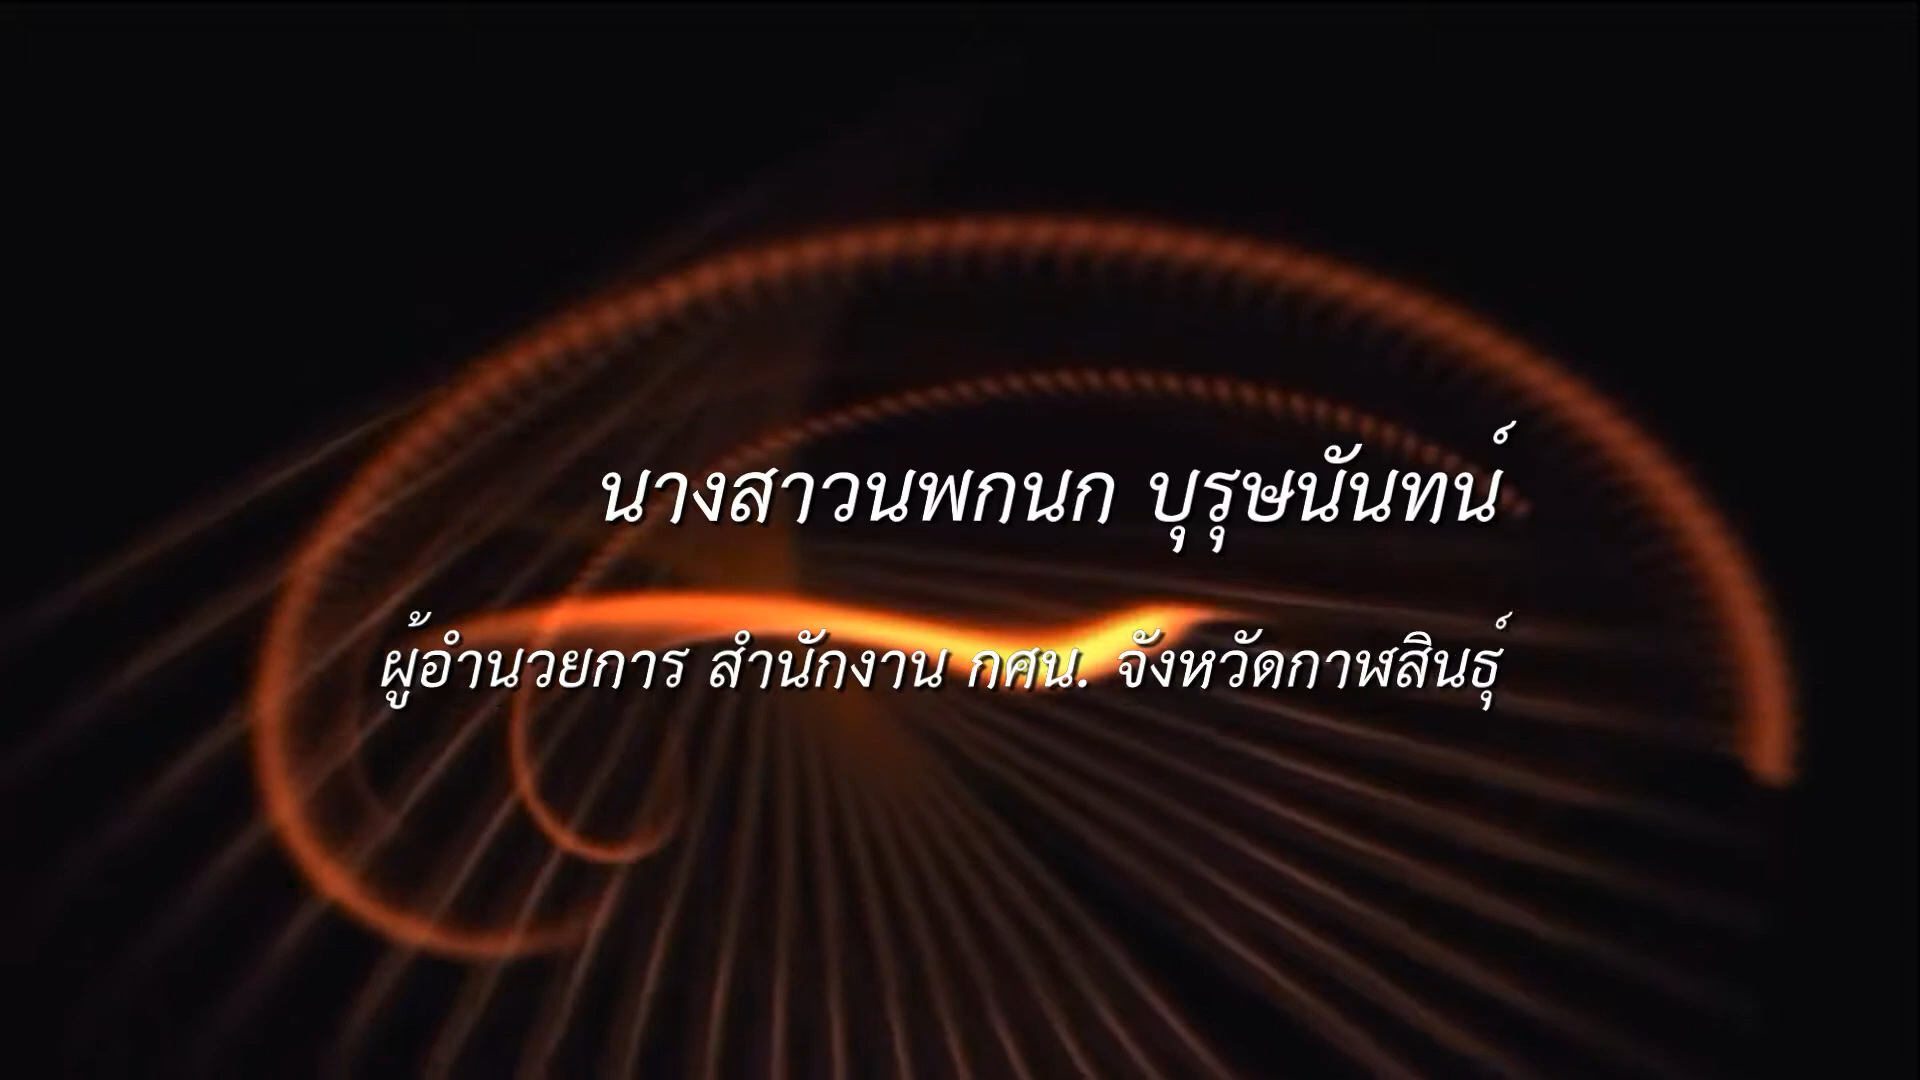 นางสาวนพกนก บุรุษนันทน์
ผู้อำนวยการ สำนักงาน กศน. จังหวัดกาฬสินธุ์